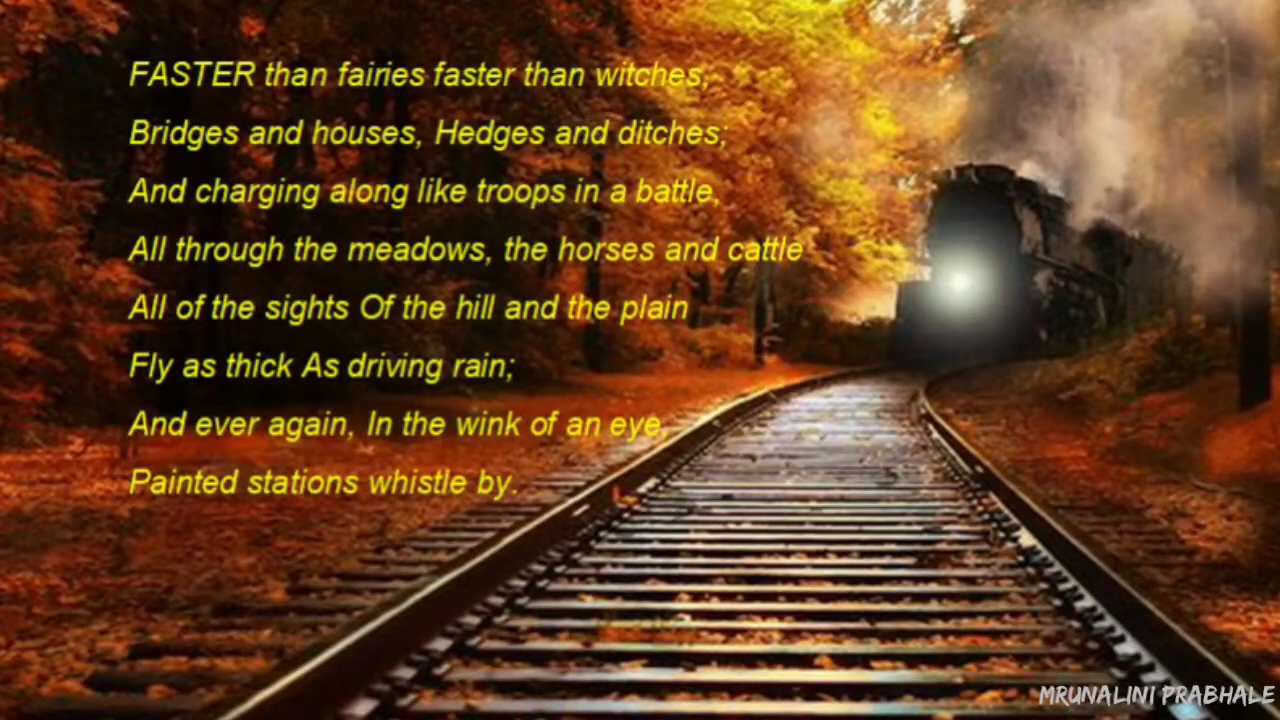 FASTER than fairies faster than witches,
Bridges and houses, Hedges and ditches;
And charging along like troops in a battle,
All through the meadows, the horses and cattle
All of the sights Of the hill and the plain
Fly as thick As driving rain;
And ever again, In the wink of an eye,
Painted stations whistle by.
MRUNALINI PRABHALE